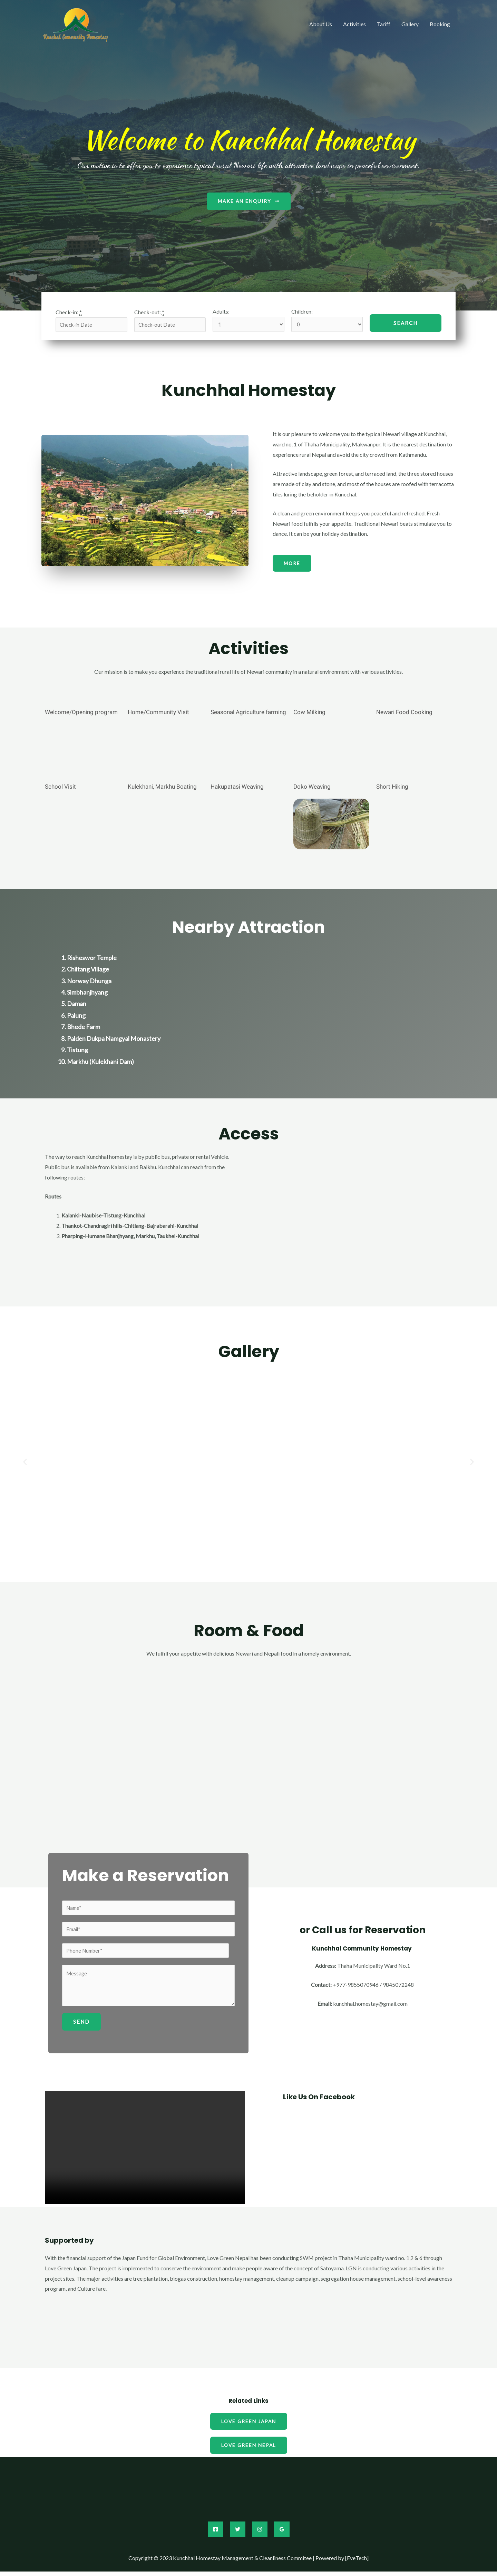 Kunchhal Community Homestay
About Us
Activities
Tariff
Gallery
Booking
Welcome to Kunchhal Homestay
Our motive is to offer you to experience typical rural Newari life with attractive landscape in peaceful environment.
MAKE AN ENQUIRY →
Check-in: *
Check-out: *
Adults:
Children:
Check-in Date
Check-out Date
1
0
SEARCH
Kunchhal Homestay
It is our pleasure to welcome you to the typical Newari village at Kunchhal,
ward no. 1 of Thaha Municipality, Makwanpur. It is the nearest destination to
experience rural Nepal and avoid the city crowd from Kathmandu.
Attractive landscape, green forest, and terraced land, the three storied houses
are made of clay and stone, and most of the houses are roofed with terracotta
tiles luring the beholder in Kuncchal.
A clean and green environment keeps you peaceful and refreshed. Fresh
Newari food fulfills your appetite. Traditional Newari beats stimulate you to
dance. It can be your holiday destination.
MORE
Activities
Our mission is to make you experience the traditional rural life of Newari community in a natural environment with various activities.
Welcome/Opening program
Home/Community Visit
Seasonal Agriculture farming
Cow Milking
Newari Food Cooking
School Visit
Kulekhani, Markhu Boating
Hakupatasi Weaving
Doko Weaving
Short Hiking
Nearby Attraction
1. Risheswor Temple
2. Chiltang Village
3. Norway Dhunga
4. Simbhanjhyang
5. Daman
6. Palung
7. Bhede Farm
8. Palden Dukpa Namgyal Monastery
9. Tistung
10. Markhu (Kulekhani Dam)
Access
The way to reach Kunchhal homestay is by public bus, private or rental Vehicle.
Public bus is available from Kalanki and Balkhu. Kunchhal can reach from the
following routes:
Routes
1. Kalanki-Naubise-Tistung-Kunchhal
2. Thankot-Chandragiri hills-Chitlang-Bajrabarahi-Kunchhal
3. Pharping-Humane Bhanjhyang, Markhu, Taukhel-Kunchhal
Gallery
Room & Food
We fulfill your appetite with delicious Newari and Nepali food in a homely environment.
Make a Reservation
Name*
Email*
Phone Number*
Message
SEND
or Call us for Reservation
Kunchhal Community Homestay
Address: Thaha Municipality Ward No.1
Contact: +977-9855070946 / 9845072248
Email: kunchhal.homestay@gmail.com
Like Us On Facebook
Supported by
With the financial support of the Japan Fund for Global Environment, Love Green Nepal has been conducting SWM project in Thaha Municipality ward no. 1,2 & 6 through
Love Green Japan. The project is implemented to conserve the environment and make people aware of the concept of Satoyama. LGN is conducting various activities in the
project sites. The major activities are tree plantation, biogas construction, homestay management, cleanup campaign, segregation house management, school-level awareness
program, and Culture fare.
Related Links
LOVE GREEN JAPAN
LOVE GREEN NEPAL
Copyright © 2023 Kunchhal Homestay Management & Cleanliness Commitee | Powered by [EveTech]